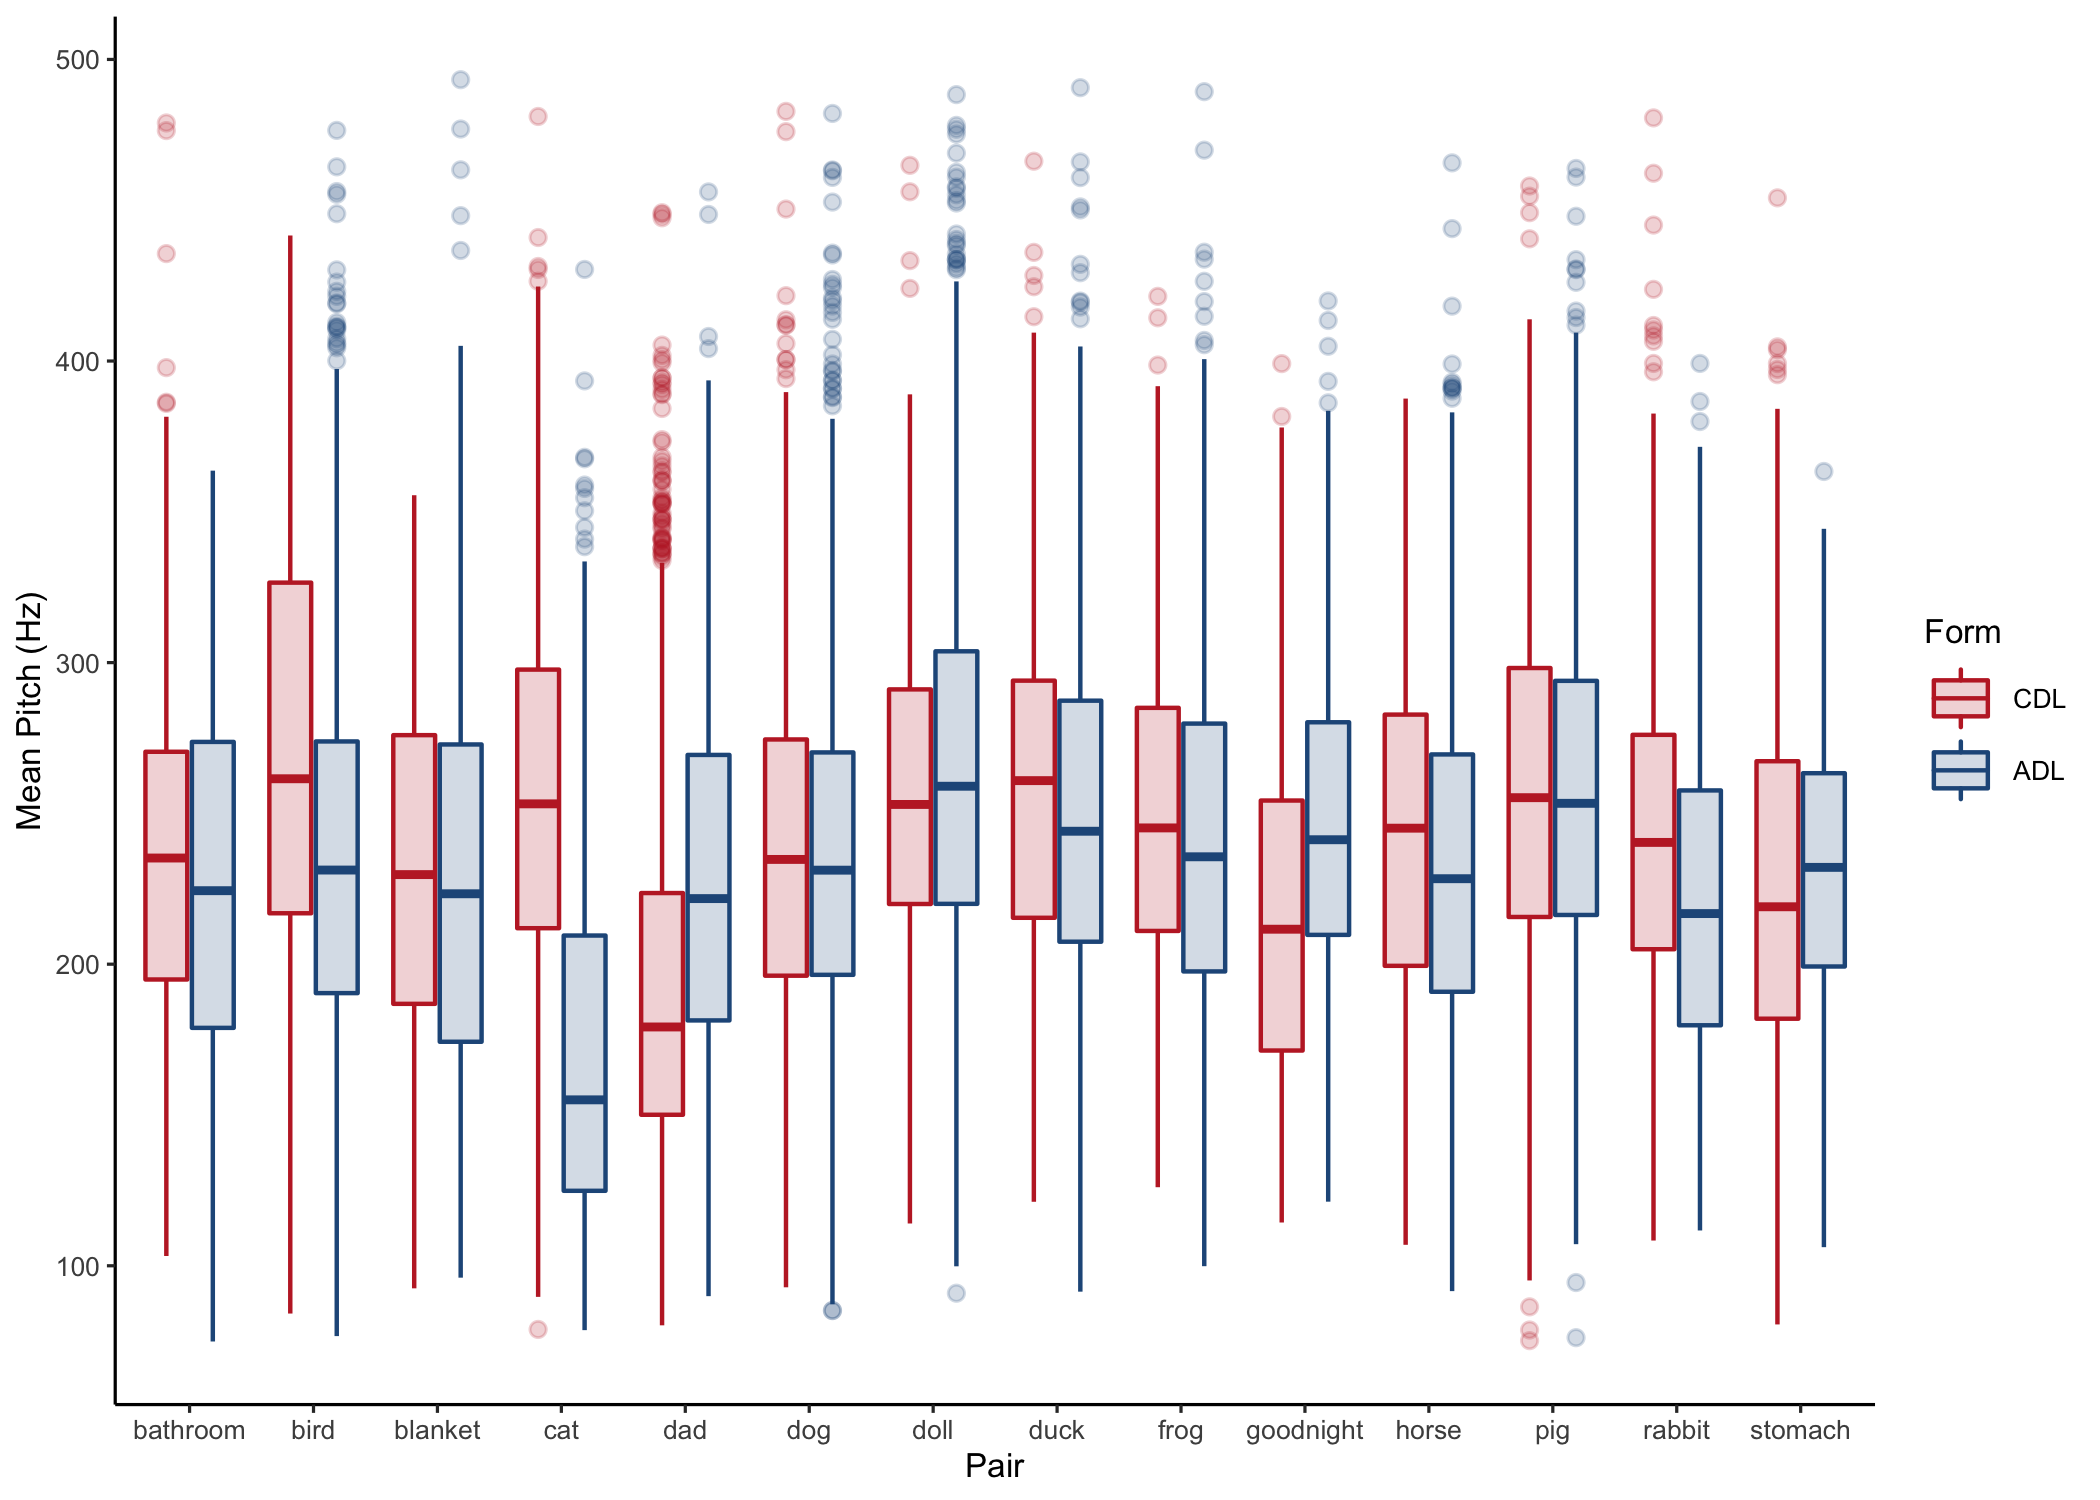 500
400
300
200
100
Mean Pitch (Hz)
bathroom bird blanket cat dad dog doll duck frog goodnight horse pig rabbit stomach
Pair
Form
CDL
ADL